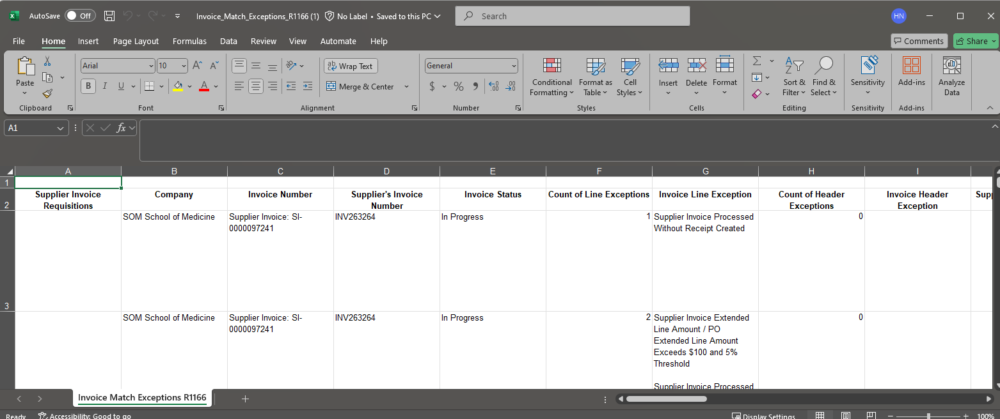 AutoSave Off Invoice_Match_Exceptions_R1166 (1) No Label • Saved to this PC Search HN
File Home Insert Page Layout Formulas Data Review View Automate Help Comments Share
Paste
Clipboard
Arial 10
B I U A
Font
Wrap Text
Merge & Center
Alignment
General
$ %
Number
Conditional Formatting
Format as Table
Cell Styles
Styles
Insert Delete Format
Cells
Sort & Filter
Find & Select
Editing
Sensitivity
Sensitivity
Add-ins
Add-ins
Analyze Data
A1 fx
A B C D E F G H I
1
2 Supplier Invoice Requisitions Company Invoice Number Supplier's Invoice Number Invoice Status Count of Line Exceptions Invoice Line Exception Count of Header Exceptions Invoice Header Exception
3 SOM School of Medicine Supplier Invoice: SI-0000097241 INV263264 In Progress 1 Supplier Invoice Processed Without Receipt Created 0
SOM School of Medicine Supplier Invoice: SI-0000097241 INV263264 In Progress 2 Supplier Invoice Extended Line Amount / PO Extended Line Amount Exceeds $100 and 5% Threshold 0
Supplier Invoice Processed
Invoice Match Exceptions R1166
Ready Accessibility: Good to go Display Settings 100%